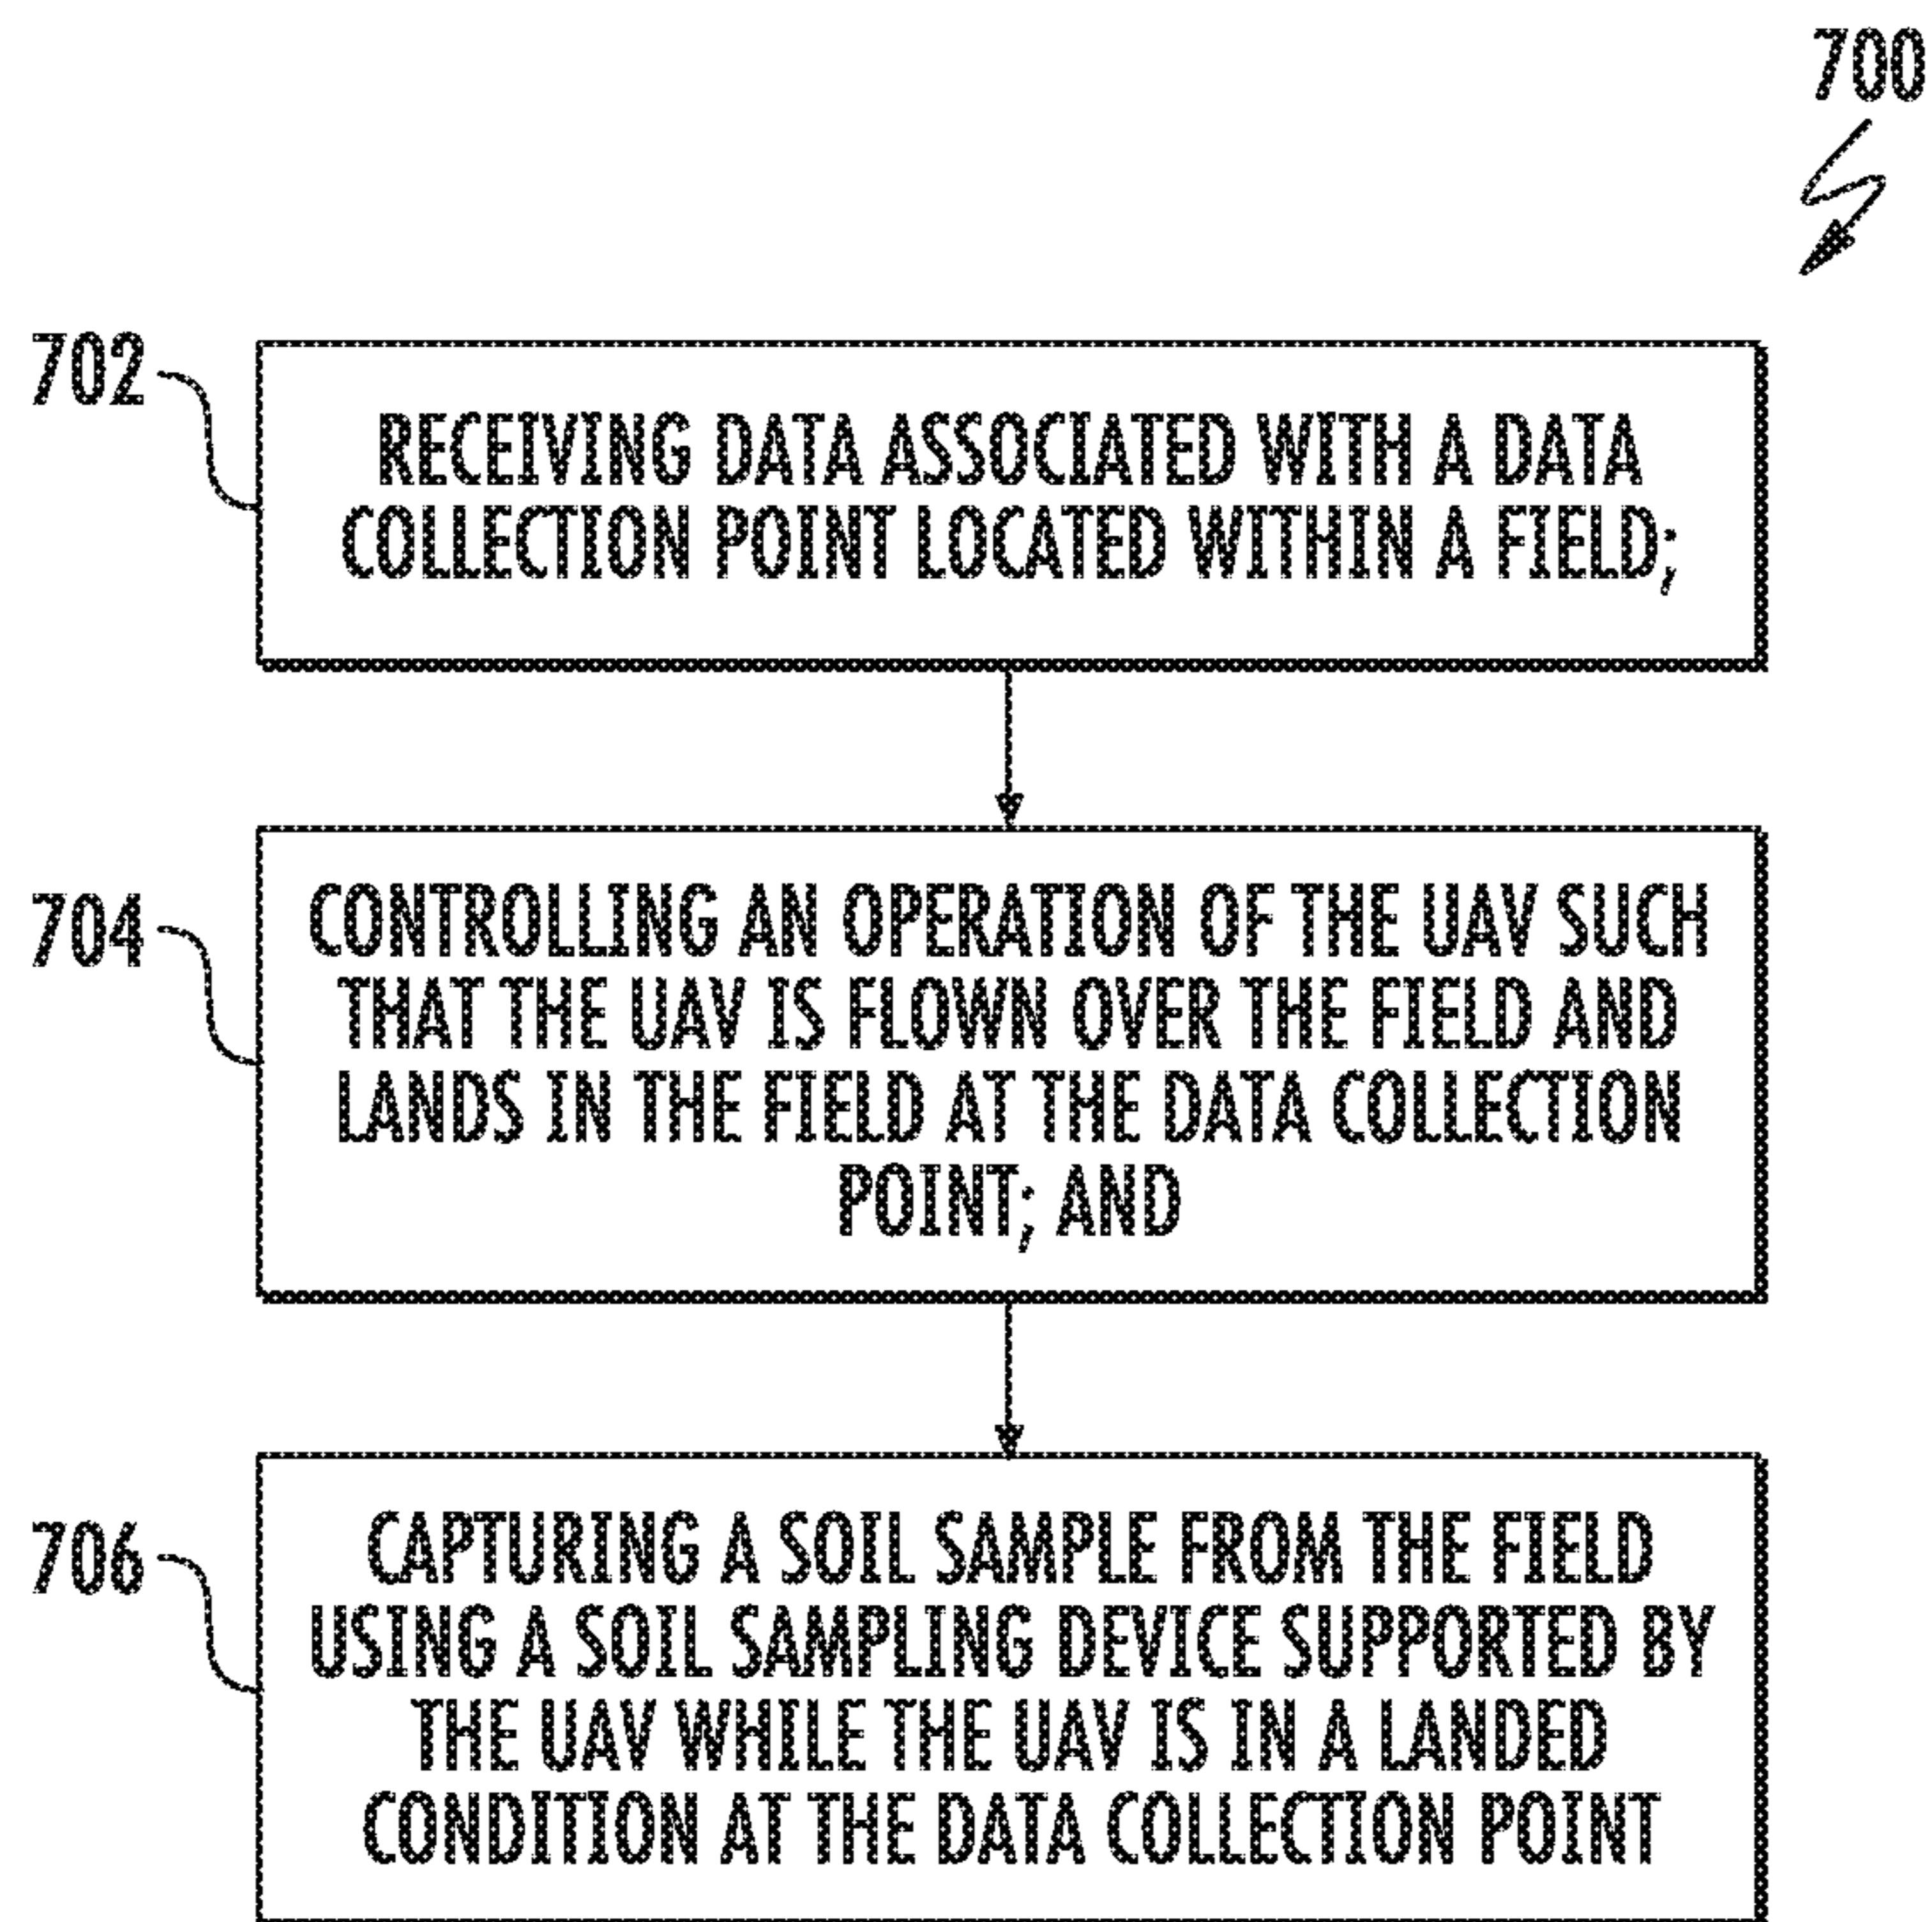 700
702
RECEIVING DATA ASSOCIATED WITH A DATA
COLLECTION POINT LOCATED WITHIN A FIELD;
704
CONTROLLING AN OPERATION OF THE UAV SUCH
THAT THE UAV IS FLOWN OVER THE FIELD AND
LANDS IN THE FIELD AT THE DATA COLLECTION
POINT; AND
706
CAPTURING A SOIL SAMPLE FROM THE FIELD
USING A SOIL SAMPLING DEVICE SUPPORTED BY
THE UAV WHILE THE UAV IS IN A LANDED
CONDITION AT THE DATA COLLECTION POINT